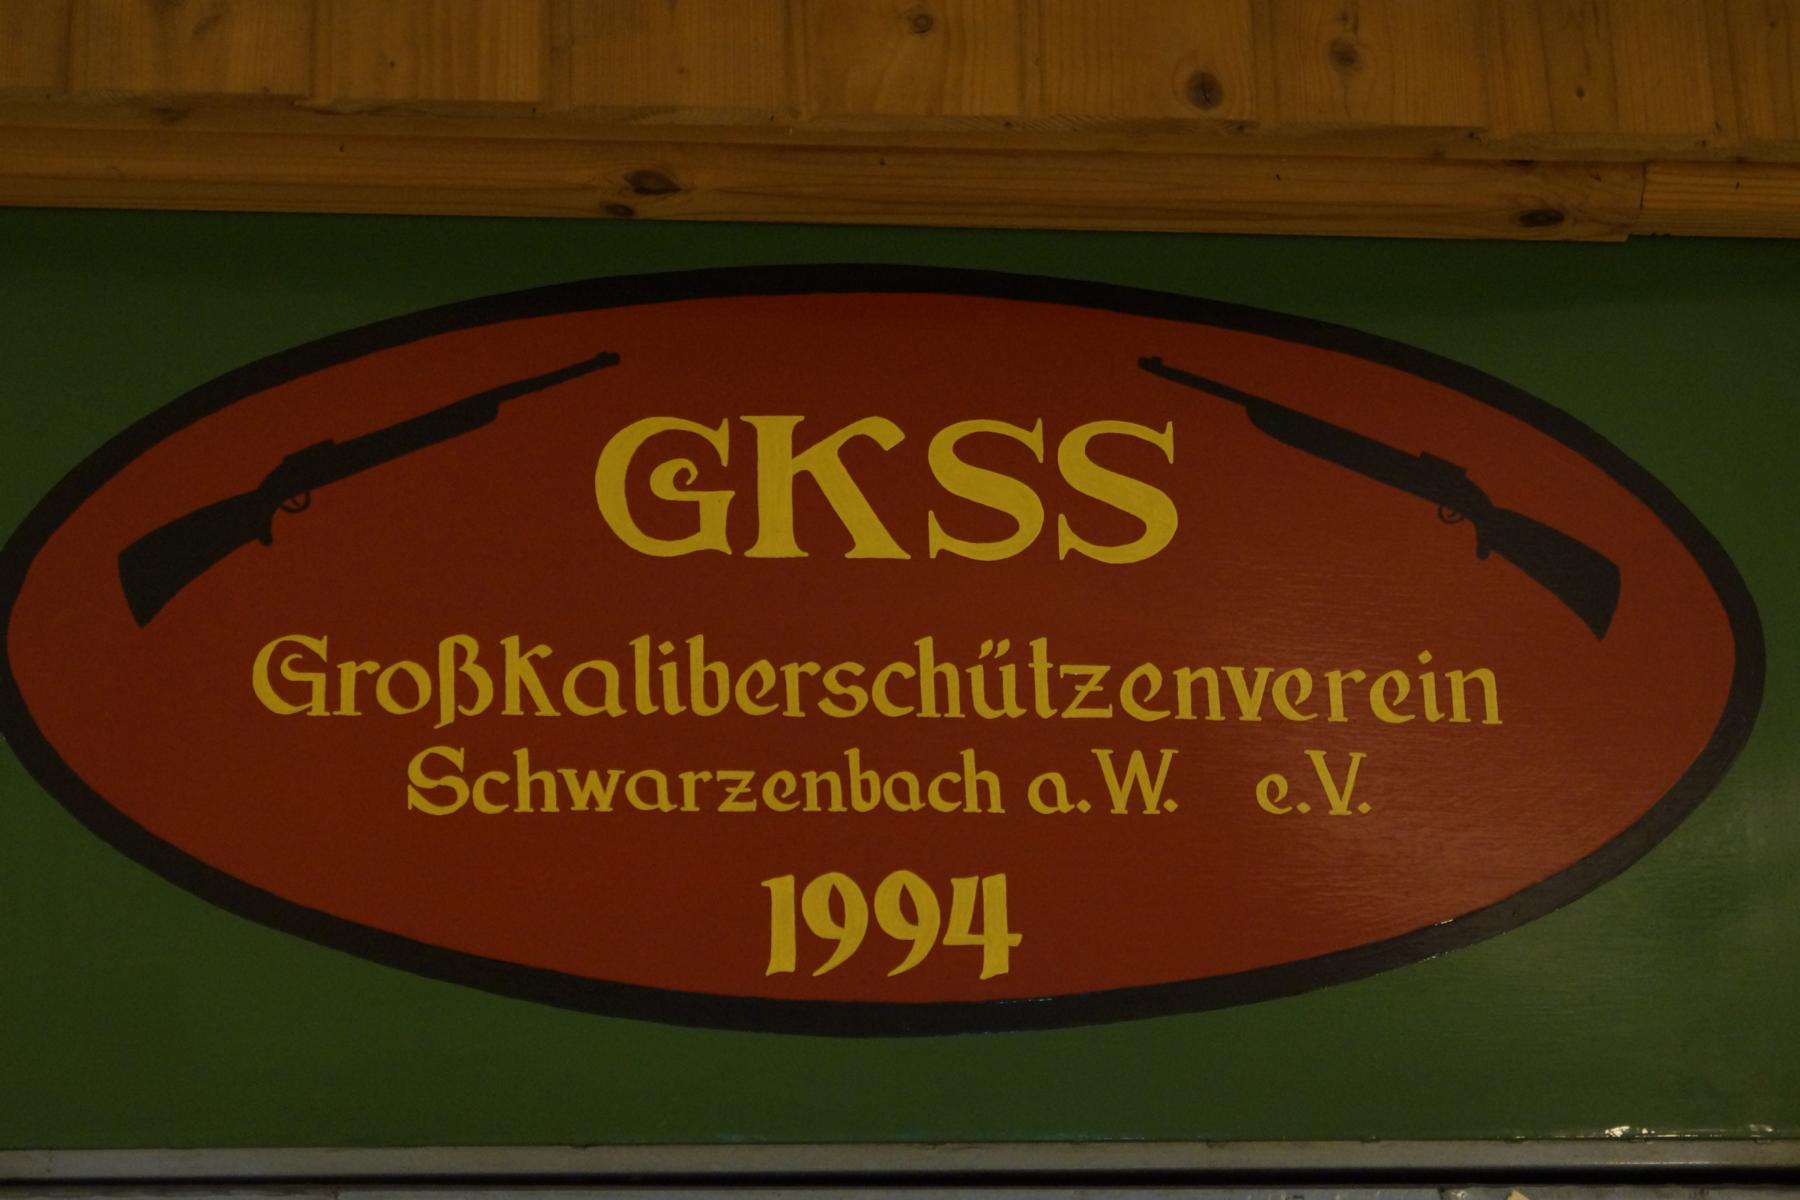 GKSS
Großkaliberschützenverein
Schwarzenbach a.W. e.V.
1994